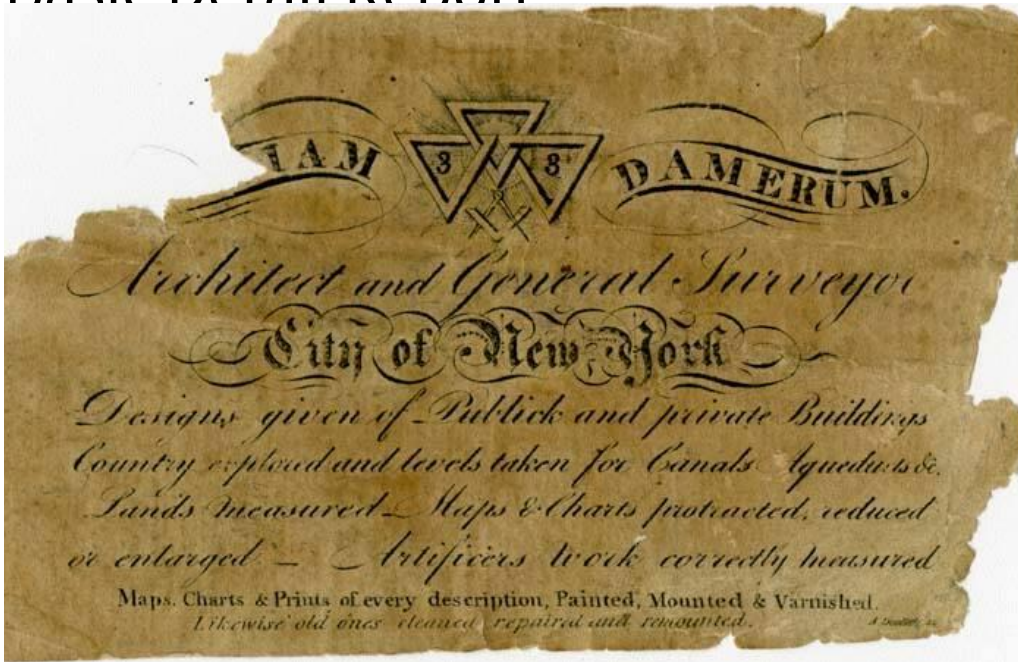 IAM 3 3 DAMERUM.
Architect and General Surveyo
City of New York
Designs given of Publick and private Buildings
Country explored and levels taken for Canals Aqueducts &c.
Lands measured – Maps & Charts protracted, reduced
or enlarged – Artificers work correctly measured
Maps, Charts & Prints of every description, Painted, Mounted & Varnished.
Likewise old ones cleaned repaired and remounted.